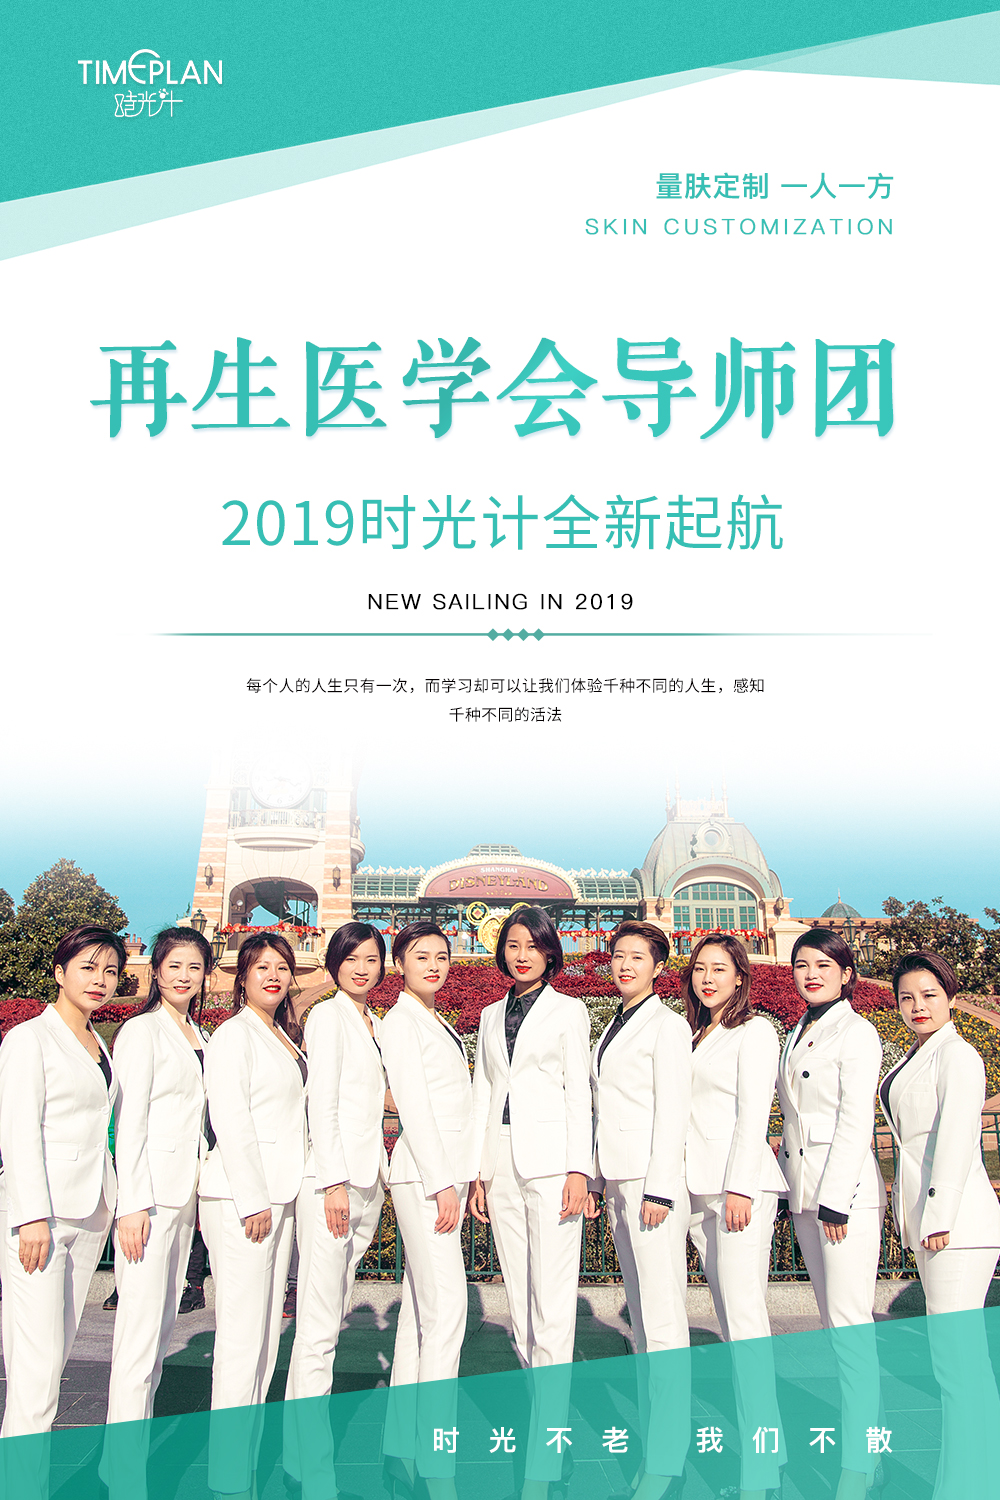 TIMEPLAN
时光计
量肤定制 一人一方
SKIN CUSTOMIZATION
再生医学会导师团
2019时光计全新起航
NEW SAILING IN 2019
每个人的人生只有一次，而学习却可以让我们体验千种不同的人生，感知
千种不同的活法
SHANGHAI
DISNEYLAND
时光不老 我们不散